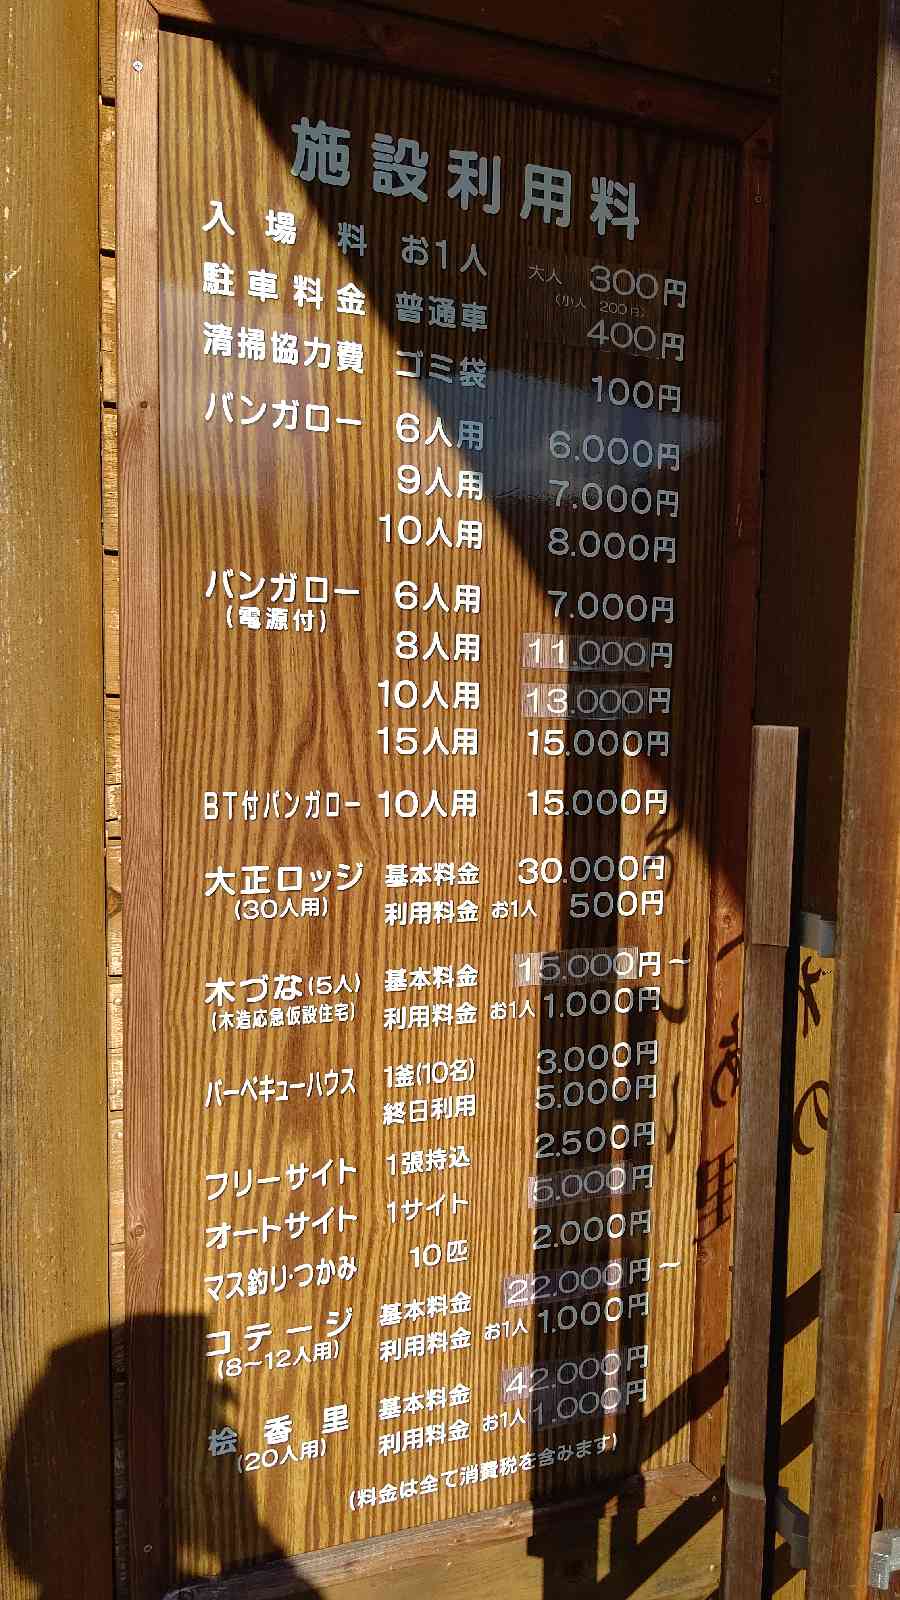 施設利用料
入場料 お1人 大人 300円
(小人 200円)
駐車料金 普通車 400円
清掃協力費 ゴミ袋 100円
バンガロー 6人用 6.000円
9人用 7.000円
10人用 8.000円
バンガロー 6人用 7.000円
(電源付)
8人用 11.000円
10人用 13.000円
15人用 15.000円
BT付バンガロー 10人用 15.000円
大正ロッジ 基本料金 30.000円
(30人用) 利用料金 お1人 500円
木づな(5人) 基本料金 15.000円~
(木造応急仮設住宅) 利用料金 お1人 1.000円
バーベキューハウス 1釜(10名) 3.000円
終日利用 5.000円
フリーサイト 1張持込 2.500円
オートサイト 1サイト 5.000円
マス釣り・つかみ 10匹 2.000円
コテージ 基本料金 22.000円~
(8~12人用) 利用料金 お1人 1.000円
桧香里 基本料金 42.000円
(20人用) 利用料金 お1人 1.000円
(料金は全て消費税を含みます)